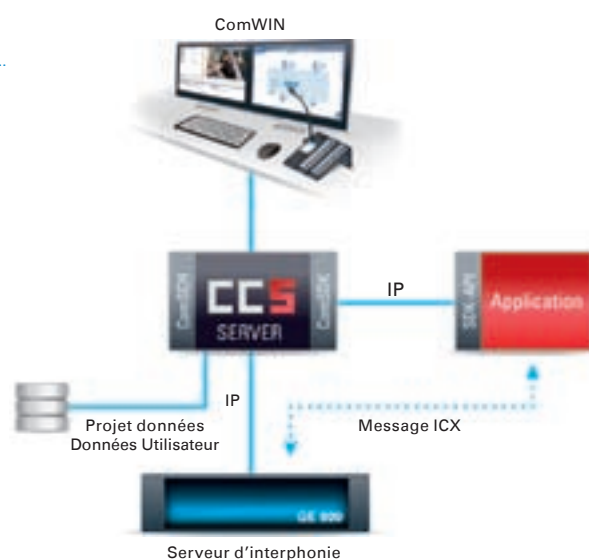 ComWIN
..
CCS
SERVER
ComSDK
IP
SDK API
Application
IP
Projet données
Données Utilisateur
Message ICX
GE 800
Serveur d'interphonie